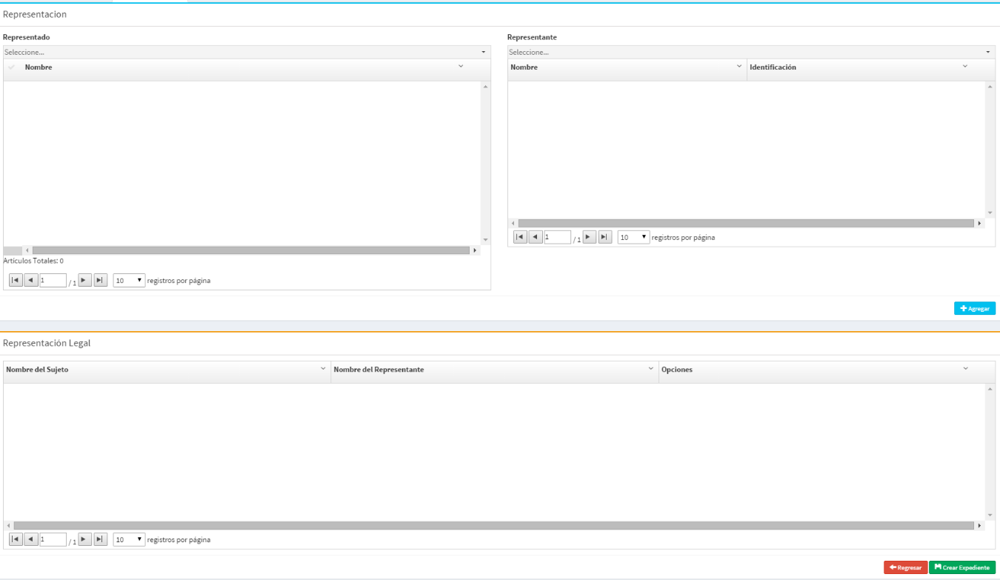 Representacion
Representado
Seleccione...
Nombre
Artículos Totales: 0
1 / 1 10 registros por página
Representante
Seleccione...
Nombre Identificación
1 / 1 10 registros por página
Agregar
Representación Legal
Nombre del Sujeto Nombre del Representante Opciones
1 / 1 10 registros por página
Regresar Crear Expediente